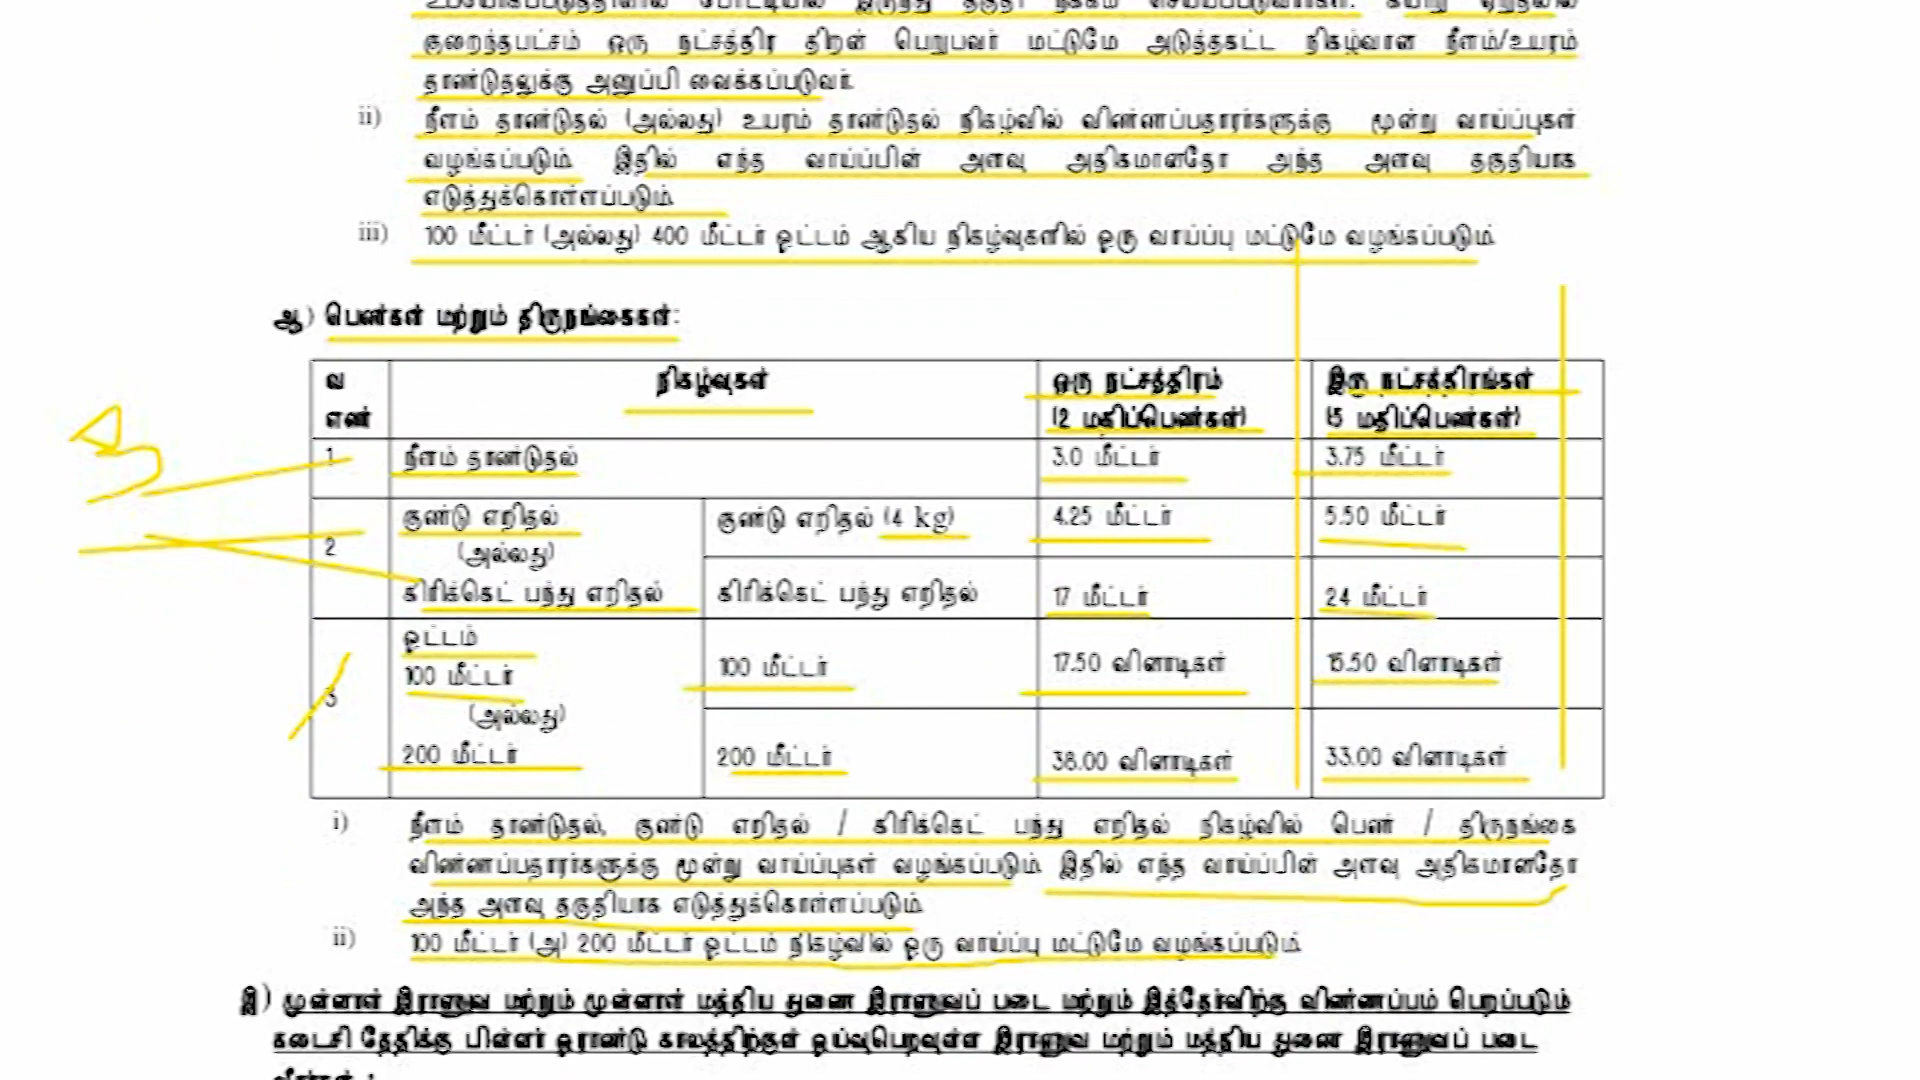 குறைந்தபட்சம் ஒரு நட்சத்திர திறன் பெறுபவர் மட்டுமே அடுத்தகட்ட நிகழ்வான நீளம்/உயரம்
தாண்டுதலுக்கு அனுப்பி வைக்கப்படுவர்.
ii) நீளம் தாண்டுதல் (அல்லது) உயரம் தாண்டுதல் நிகழ்வில் விண்ணப்பதாரர்களுக்கு மூன்று வாய்ப்புகள்
வழங்கப்படும். இதில் எந்த வாய்ப்பின் அளவு அதிகமானதோ அந்த அளவு தகுதியாக
எடுத்துக்கொள்ளப்படும்.
iii) 100 மீட்டர் (அல்லது) 400 மீட்டர் ஓட்டம் ஆகிய நிகழ்வுகளில் ஒரு வாய்ப்பு மட்டுமே வழங்கப்படும்.
ஆ) பெண்கள் மற்றும் திருநங்கைகள்:
வ எண் நிகழ்வுகள் ஒரு நட்சத்திரம் (2 மதிப்பெண்கள்) இரு நட்சத்திரங்கள் (5 மதிப்பெண்கள்)
1 நீளம் தாண்டுதல் 3.0 மீட்டர் 3.75 மீட்டர்
2 குண்டு எறிதல் (அல்லது) கிரிக்கெட் பந்து எறிதல்
குண்டு எறிதல் (4 kg) 4.25 மீட்டர் 5.50 மீட்டர்
கிரிக்கெட் பந்து எறிதல் 17 மீட்டர் 24 மீட்டர்
3 ஓட்டம் 100 மீட்டர் (அல்லது) 200 மீட்டர்
100 மீட்டர் 17.50 வினாடிகள் 15.50 வினாடிகள்
200 மீட்டர் 38.00 வினாடிகள் 33.00 வினாடிகள்
i) நீளம் தாண்டுதல், குண்டு எறிதல் / கிரிக்கெட் பந்து எறிதல் நிகழ்வில் பெண் / திருநங்கை
விண்ணப்பதாரர்களுக்கு மூன்று வாய்ப்புகள் வழங்கப்படும். இதில் எந்த வாய்ப்பின் அளவு அதிகமானதோ
அந்த அளவு தகுதியாக எடுத்துக்கொள்ளப்படும்.
ii) 100 மீட்டர் (அ) 200 மீட்டர் ஓட்டம் நிகழ்வில் ஒரு வாய்ப்பு மட்டுமே வழங்கப்படும்.
இ) முன்னாள் இராணுவ மற்றும் முன்னாள் மத்திய துணை இராணுவப் படை மற்றும் இத்தேர்விற்கு விண்ணப்பம் பெறப்படும்
கடைசி தேதிக்கு பின்னர் ஓராண்டு காலத்திற்குள் ஓய்வுபெறவுள்ள இராணுவ மற்றும் மத்திய துணை இராணுவப் படை